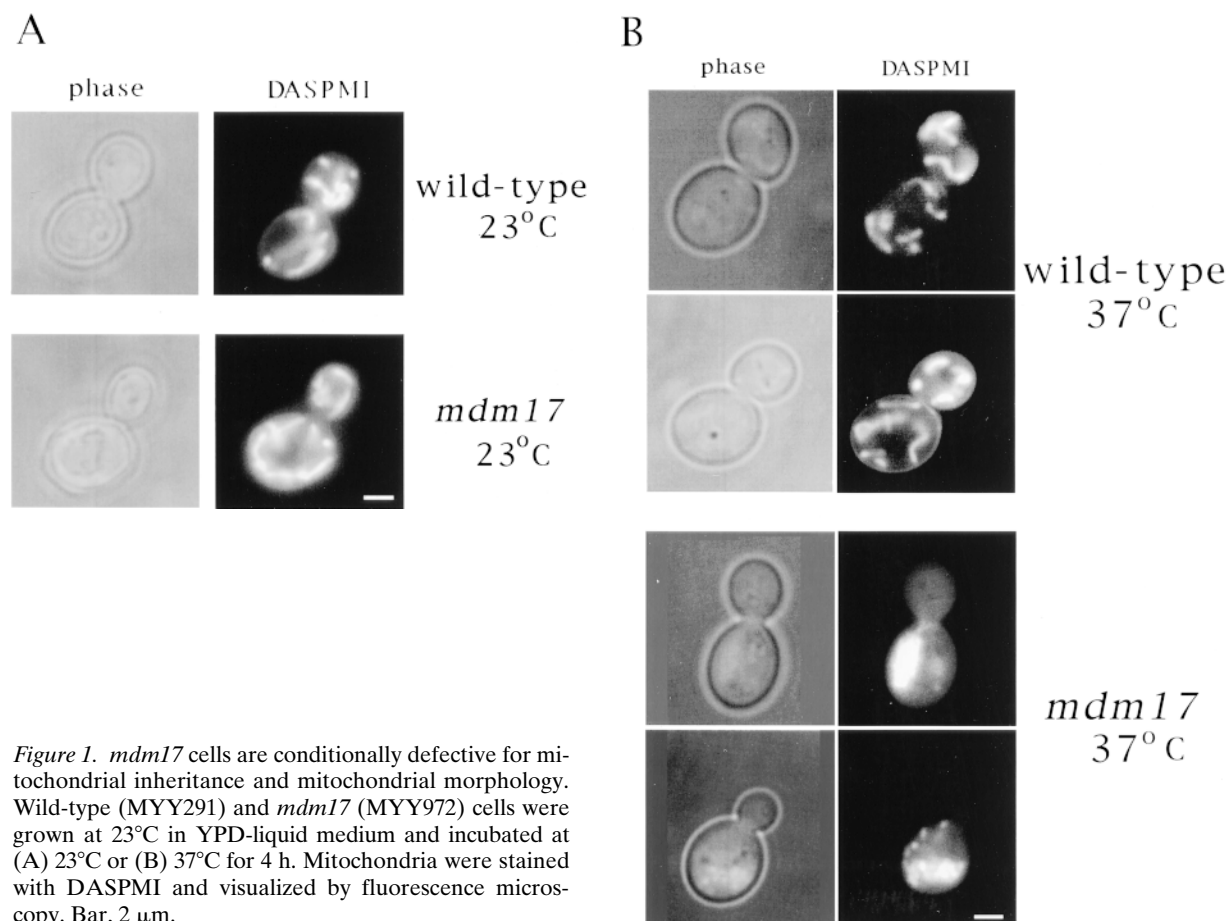 A
phase DASPMI
wild-type
23°C
mdm17
23°C
B
phase DASPMI
wild-type
37°C
mdm17
37°C
Figure 1. mdm17 cells are conditionally defective for mi-
tochondrial inheritance and mitochondrial morphology.
Wild-type (MYY291) and mdm17 (MYY972) cells were
grown at 23°C in YPD-liquid medium and incubated at
(A) 23°C or (B) 37°C for 4 h. Mitochondria were stained
with DASPMI and visualized by fluorescence micros-
copy. Bar, 2 μm.